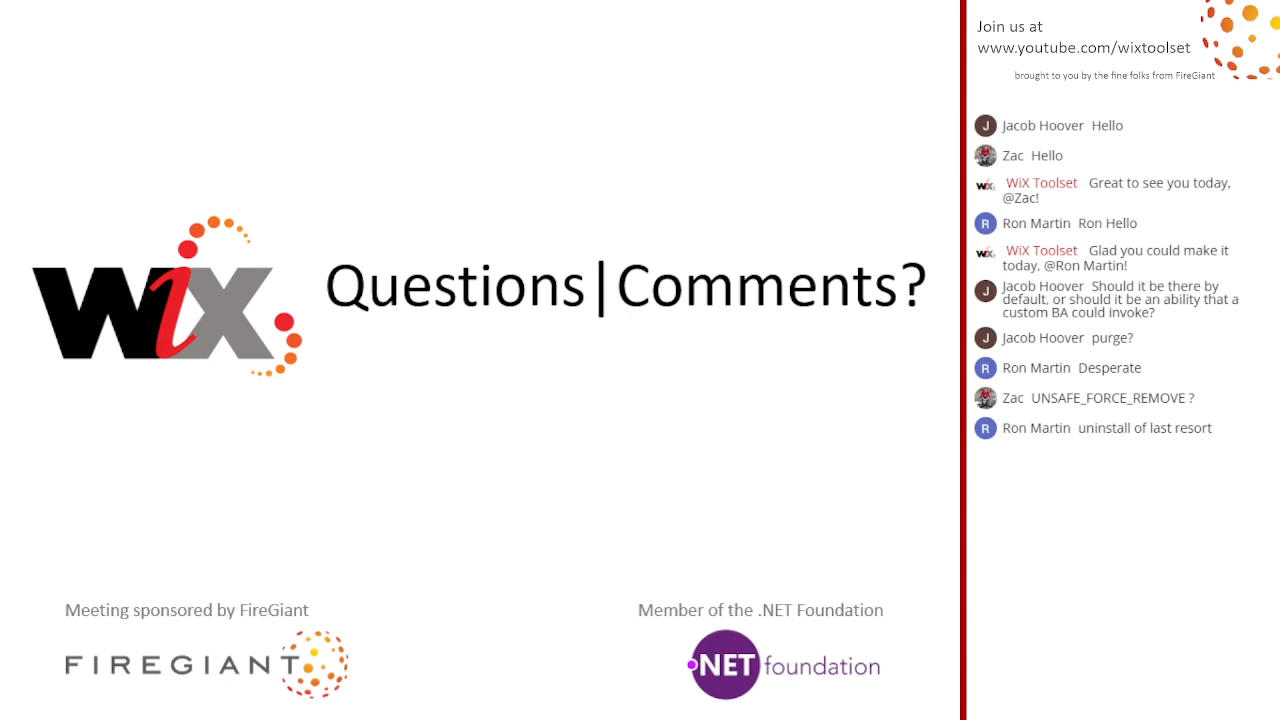 WiX
Questions|Comments?
Meeting sponsored by FireGiant
FIREGIANT
Member of the .NET Foundation
.NET foundation
Join us at
www.youtube.com/wixtoolset
brought to you by the fine folks from FireGiant
J Jacob Hoover Hello
Zac Hello
WiX WiX Toolset Great to see you today,
@Zac!
R Ron Martin Ron Hello
WiX WiX Toolset Glad you could make it
today, @Ron Martin!
J Jacob Hoover Should it be there by
default, or should it be an ability that a
custom BA could invoke?
J Jacob Hoover purge?
R Ron Martin Desperate
Zac UNSAFE_FORCE_REMOVE ?
R Ron Martin uninstall of last resort